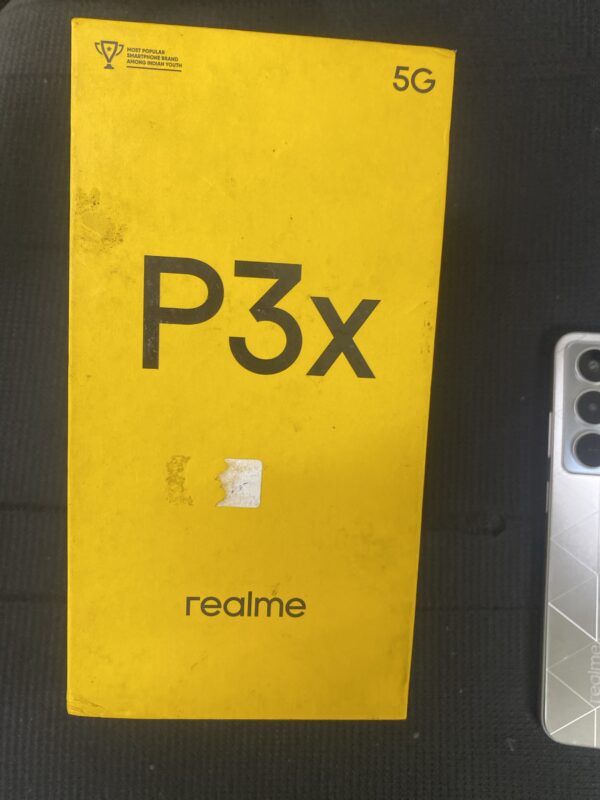 MOST POPULAR
SMARTPHONE BRAND
AMONG INDIAN YOUTH
5G
P3x
realme
realme